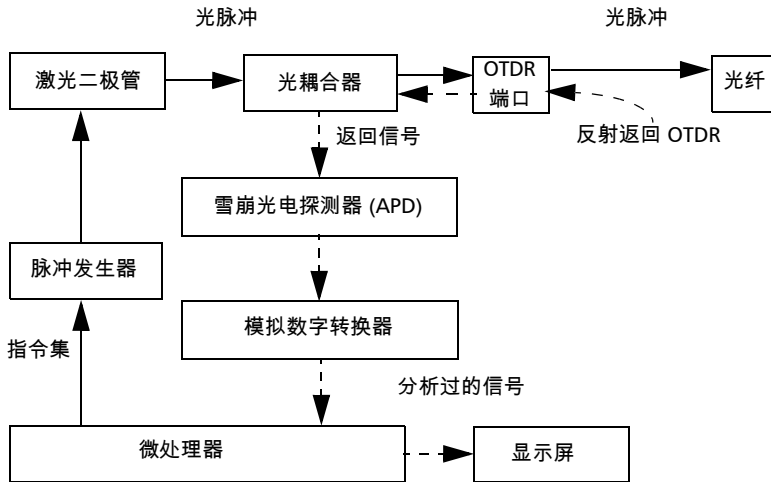 光脉冲
光脉冲
激光二极管
光耦合器
OTDR
端口
光纤
返回信号
反射返回 OTDR
雪崩光电探测器 (APD)
脉冲发生器
模拟数字转换器
指令集
分析过的信号
微处理器
显示屏